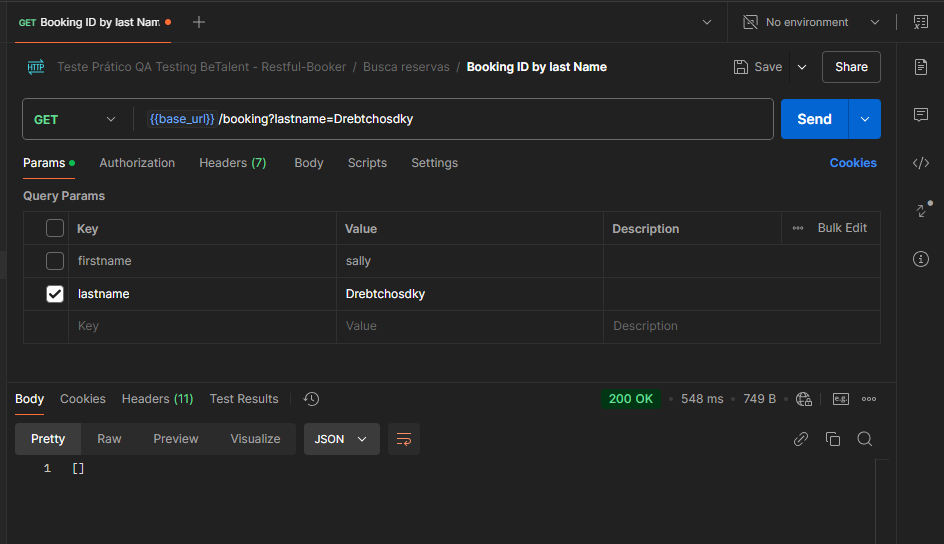 GET Booking ID by last Nam
No environment
HTTP Teste Prático QA Testing BeTalent - Restful-Booker / Busca reservas / Booking ID by last Name
Save
Share
GET
{{base_url}} /booking?lastname=Drebtchosdky
Send
Params Authorization Headers (7) Body Scripts Settings Cookies
Query Params
Key Value Description Bulk Edit
firstname sally
lastname Drebtchosdky
Key Value Description
Body Cookies Headers (11) Test Results 200 OK • 548 ms • 749 B • e.g.
Pretty Raw Preview Visualize JSON
1 []